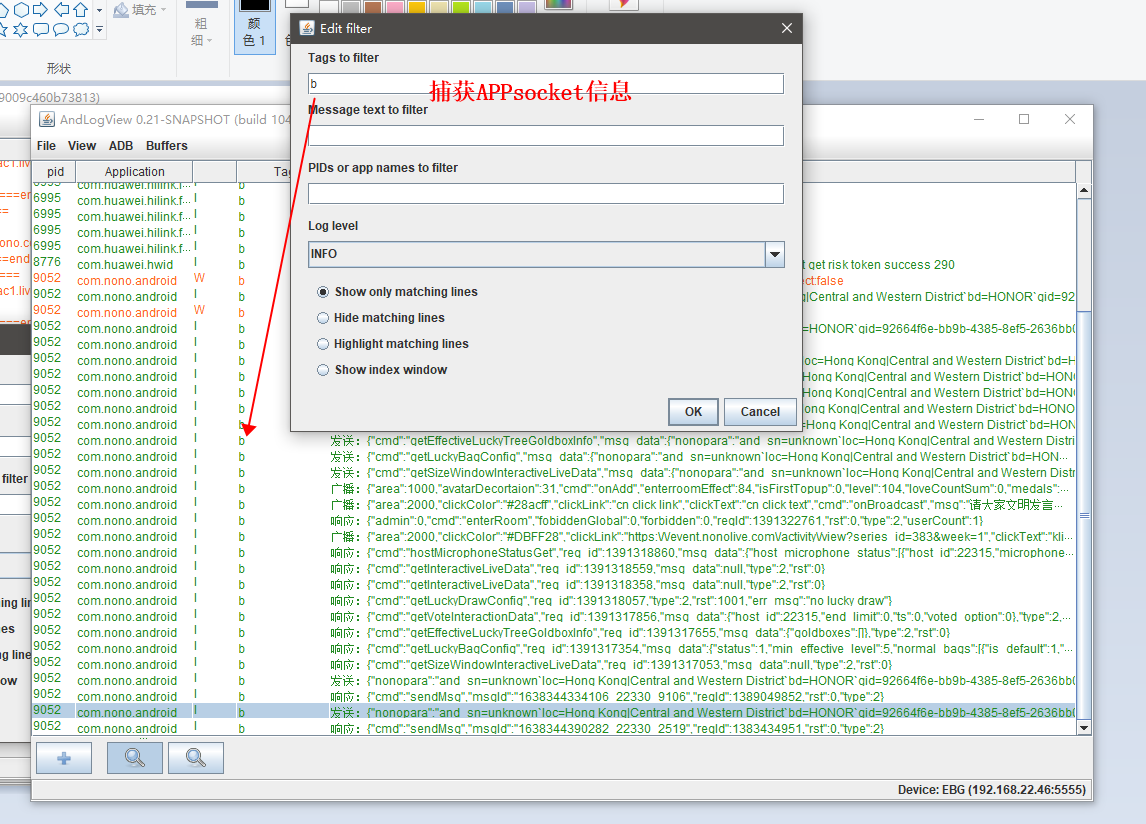 填充
形状
粗
细
颜
色 1
9009c460b73813)
Edit filter
Tags to filter
b
捕获APPsocket信息
Message text to filter
PIDs or app names to filter
Log level
INFO
Show only matching lines
Hide matching lines
Highlight matching lines
Show index window
OK
Cancel
AndLogView 0.21-SNAPSHOT (build 104
File View ADB Buffers
pid Application Tag
6995 com.huawei.hilink.f... I b
6995 com.huawei.hilink.f... I b
6995 com.huawei.hilink.f... I b
6995 com.huawei.hilink.f... I b
6995 com.huawei.hilink.f... I b
8776 com.huawei.hwid I b t get risk token success 290
9052 com.nono.android W b ct:false
9052 com.nono.android I b |Central and Western District`bd=HONOR`gid=92
9052 com.nono.android W b
9052 com.nono.android I b =HONOR`gid=92664f6e-bb9b-4385-8ef5-2636bb0
9052 com.nono.android I b
9052 com.nono.android I b oc=Hong Kong|Central and Western District`bd=
9052 com.nono.android I b Hong Kong|Central and Western District`bd=HON
9052 com.nono.android I b ong Kong|Central and Western District`bd=HONO
9052 com.nono.android I b Hong Kong|Central and Western District`bd=HONO
9052 com.nono.android I b Hong Kong|Central and Western District`bd=HON
9052 com.nono.android I b 发送：{"cmd":"getEffectiveLuckyTreeGoldboxInfo","msg_data":{"nonopara":"and_sn=unknown`loc=Hong Kong|Central and Western Distri
9052 com.nono.android I b 发送：{"cmd":"getLuckyBagConfig","msg_data":{"nonopara":"and_sn=unknown`loc=Hong Kong|Central and Western District`bd=HON...
9052 com.nono.android I b 发送：{"cmd":"getSizeWindowInteractiveLiveData","msg_data":{"nonopara":"and_sn=unknown`loc=Hong Kong|Central and Western Distr
9052 com.nono.android I b 广播：{"area":1000,"avatarDecortaion":31,"cmd":"onAdd","enterroomEffect":84,"isFirstTopup":0,"level":104,"loveCountSum":0,"medals":...
9052 com.nono.android I b 广播：{"area":2000,"clickColor":"#28acff","clickLink":"cn click link","clickText":"cn click text","cmd":"onBroadcast","msg":"请大家文明发言...
9052 com.nono.android I b 响应：{"admin":0,"cmd":"enterRoom","fobiddenGlobal":0,"forbidden":0,"reqId":1391322761,"rst":0,"type":2,"userCount":1}
9052 com.nono.android I b 广播：{"area":2000,"clickColor":"#DBFF28","clickLink":"https:\/\/event.nonolive.com\/activityView?series_id=383&week=1","clickText":"kli...
9052 com.nono.android I b 响应：{"cmd":"hostMicrophoneStatusGet","req_id":1391318860,"msg_data":{"host_microphone_status":[{"host_id":22315,"microphone...
9052 com.nono.android I b 响应：{"cmd":"getInteractiveLiveData","req_id":1391318559,"msg_data":null,"type":2,"rst":0}
9052 com.nono.android I b 响应：{"cmd":"getInteractiveLiveData","req_id":1391318358,"msg_data":null,"type":2,"rst":0}
9052 com.nono.android I b 响应：{"cmd":"getLuckyDrawConfig","req_id":1391318057,"type":2,"rst":1001,"err_msg":"no lucky draw"}
9052 com.nono.android I b 响应：{"cmd":"getVoteInteractionData","req_id":1391317856,"msg_data":{"host_id":22315,"end_limit":0,"ts":0,"voted_option":0},"type":2,...
9052 com.nono.android I b 响应：{"cmd":"getEffectiveLuckyTreeGoldboxInfo","req_id":1391317655,"msg_data":{"goldboxes":[]},"type":2,"rst":0}
9052 com.nono.android I b 响应：{"cmd":"getLuckyBagConfig","req_id":1391317354,"msg_data":{"status":1,"min_effective_level":5,"normal_bags":[{"is_default":1,"...
9052 com.nono.android I b 响应：{"cmd":"getSizeWindowInteractiveLiveData","req_id":1391317053,"msg_data":null,"type":2,"rst":0}
9052 com.nono.android I b 发送：{"nonopara":"and_sn=unknown`loc=Hong Kong|Central and Western District`bd=HONOR`gid=92664f6e-bb9b-4385-8ef5-2636bb0
9052 com.nono.android I b 响应：{"cmd":"sendMsg","msgId":"1638344334106_22330_9106","reqId":1389049852,"rst":0,"type":2}
9052 com.nono.android I b 发送：{"nonopara":"and_sn=unknown`loc=Hong Kong|Central and Western District`bd=HONOR`gid=92664f6e-bb9b-4385-8ef5-2636bb0
9052 com.nono.android I b 响应：{"cmd":"sendMsg","msgId":"1638344390282_22330_2519","reqId":1383434951,"rst":0,"type":2}
Device: EBG (192.168.22.46:5555)